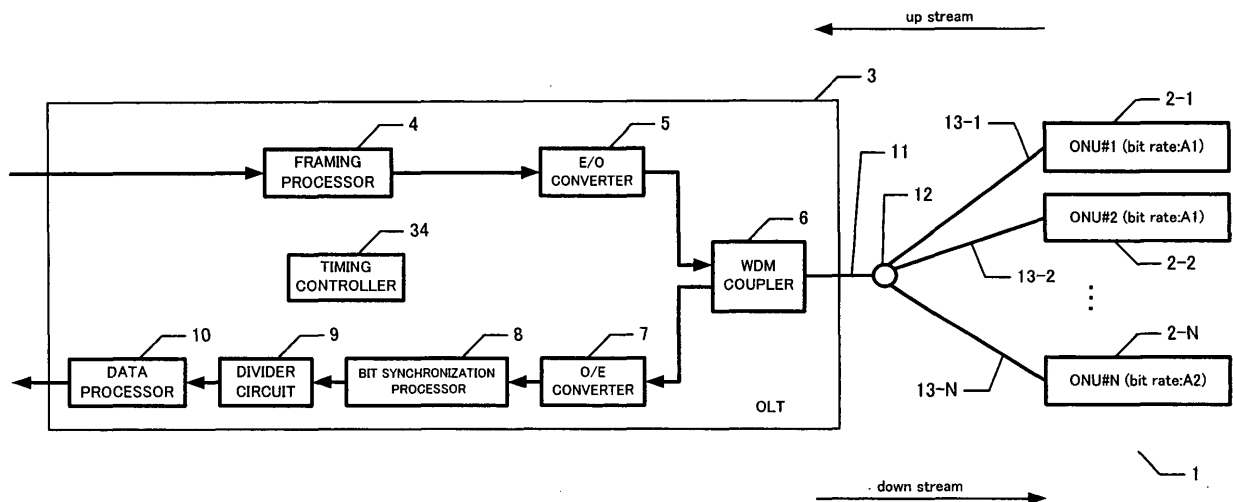 up stream
3
4
5
2-1
FRAMING
PROCESSOR
E/O
CONVERTER
13-1
ONU#1 (bit rate:A1)
11
12
6
34
ONU#2 (bit rate:A1)
TIMING
CONTROLLER
WDM
COUPLER
13-2
2-2
10
9
8
7
2-N
DATA
PROCESSOR
DIVIDER
CIRCUIT
BIT SYNCHRONIZATION
PROCESSOR
O/E
CONVERTER
ONU#N (bit rate:A2)
13-N
OLT
1
down stream